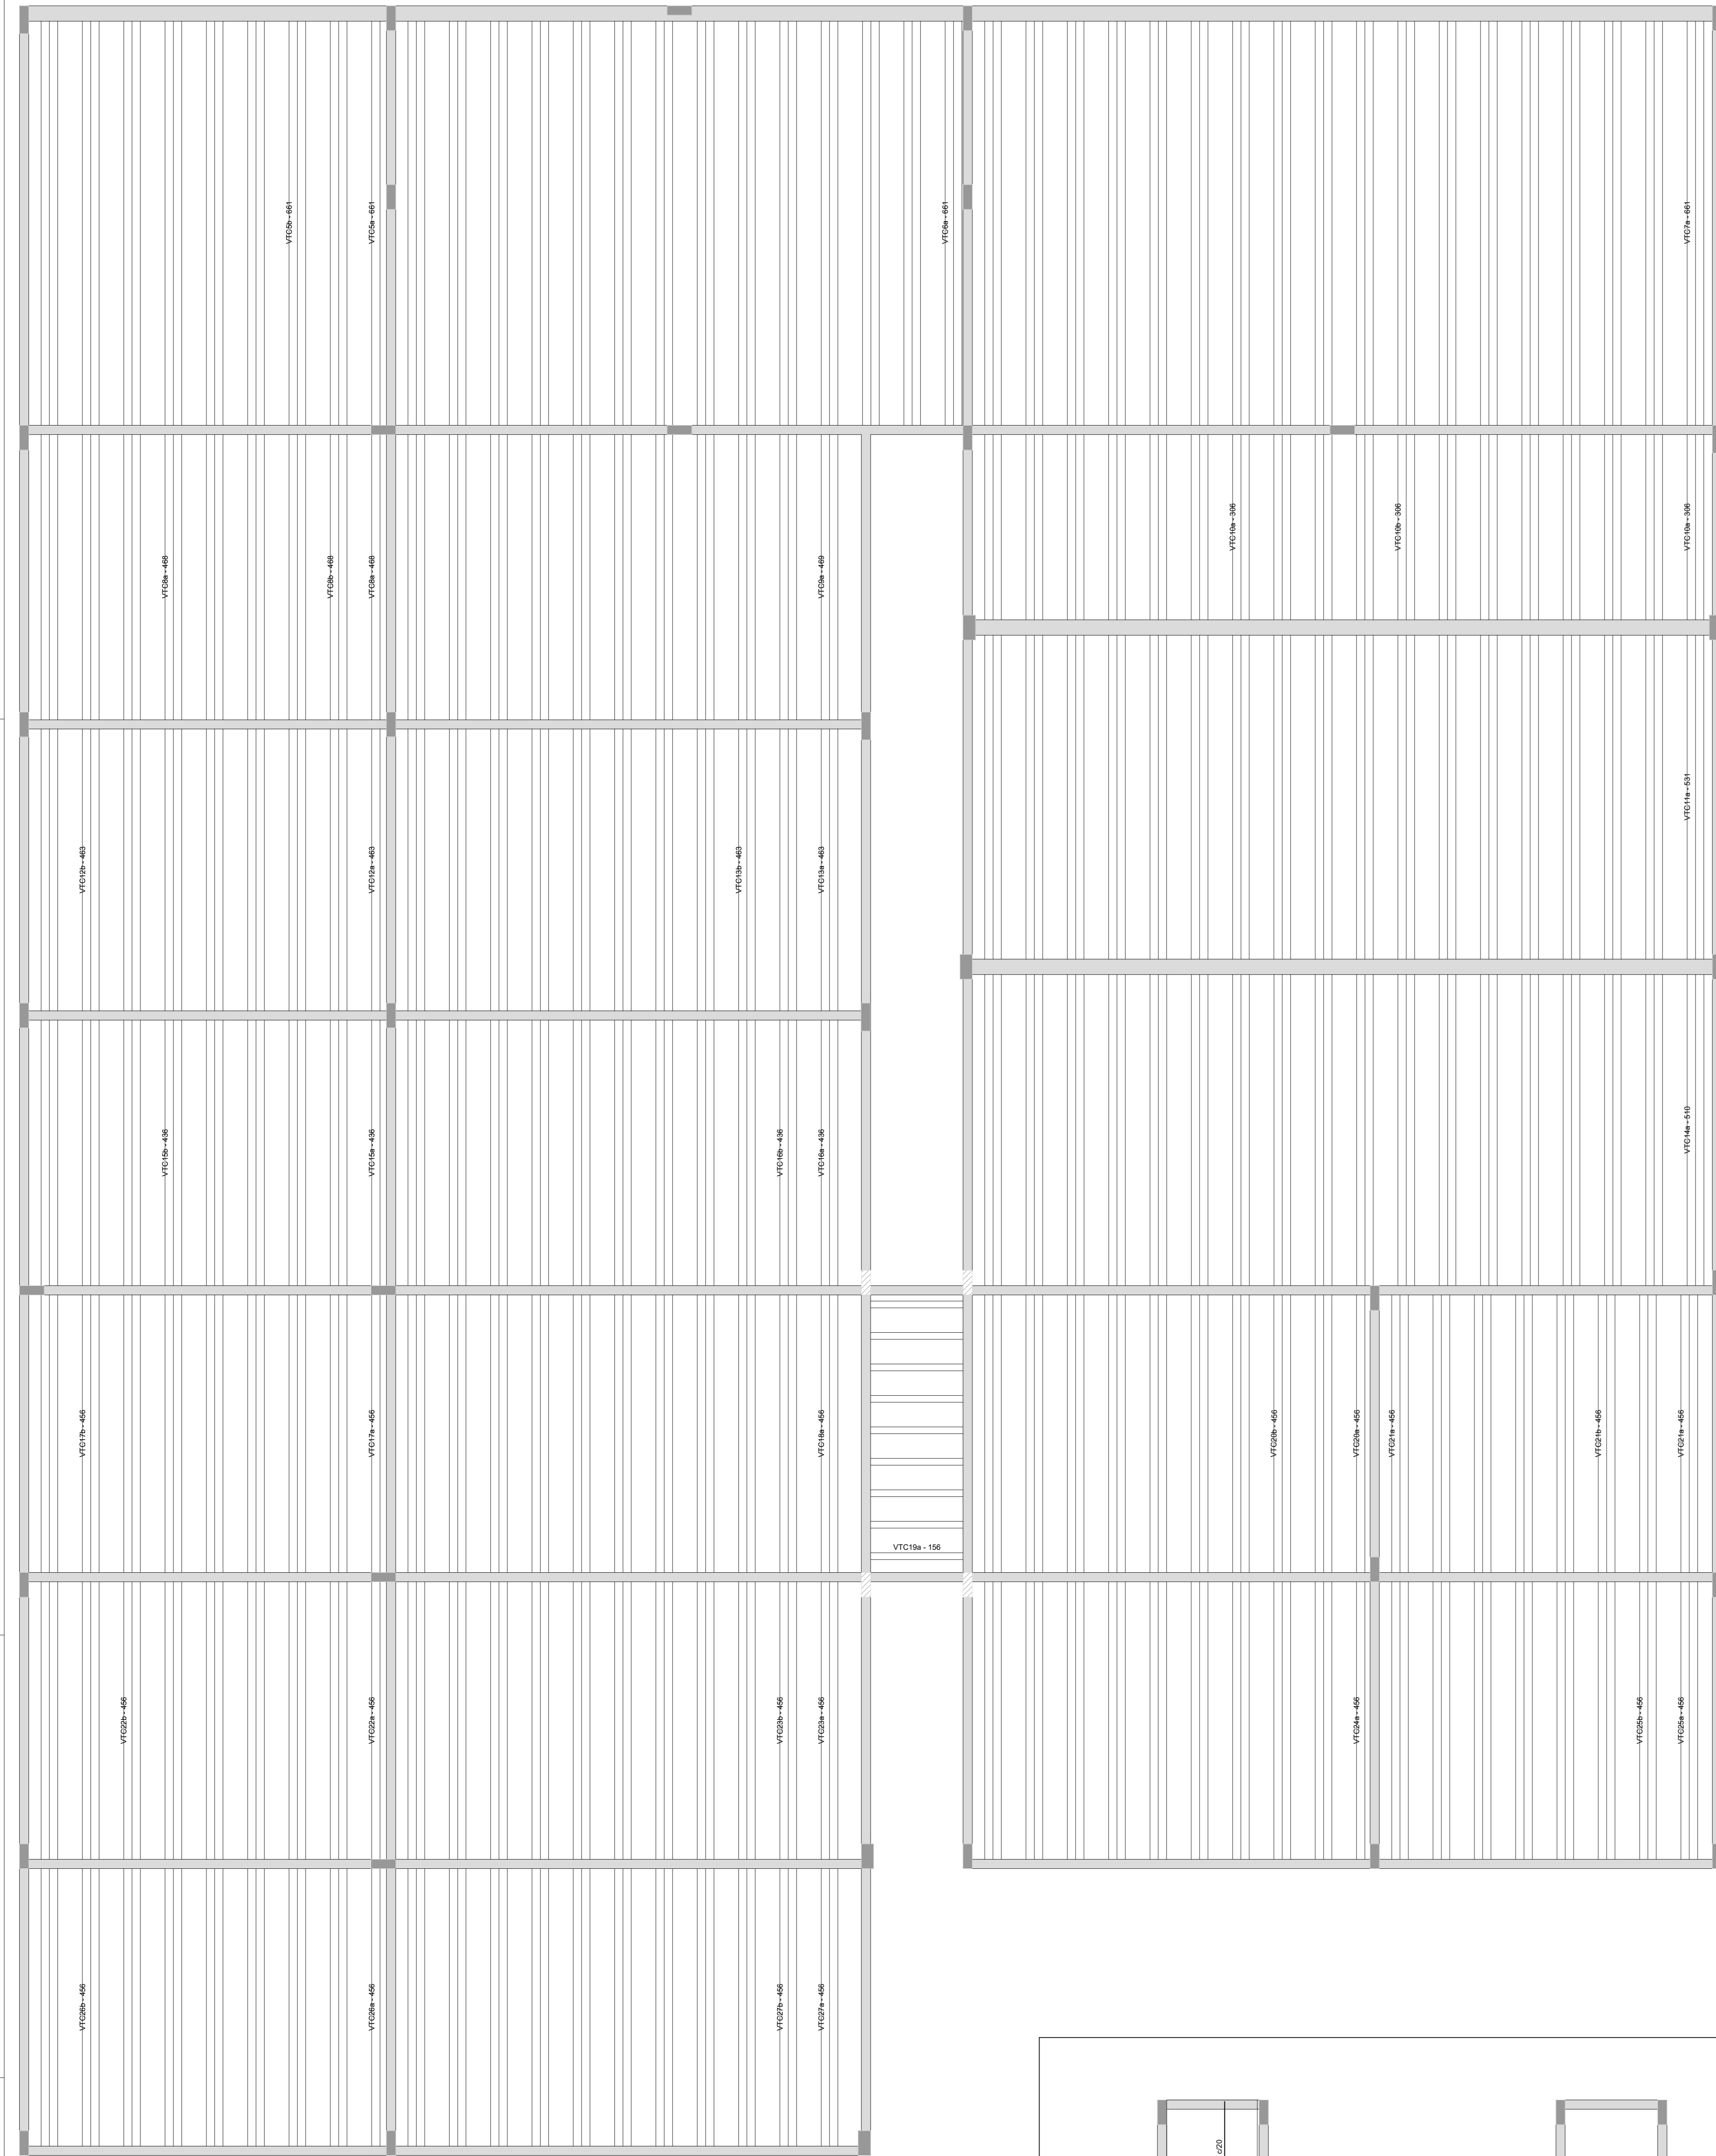 VTC5b - 661
VTC5a - 661
VTC6a - 661
VTC7a - 661
VTC10a - 306
VTC10b - 306
VTC10a - 306
VTC8a - 468
VTC8b - 468
VTC8a - 468
VTC9a - 469
VTC11a - 531
VTC12b - 463
VTC12a - 463
VTC13b - 463
VTC13a - 463
VTC14a - 510
VTC15b - 436
VTC15a - 436
VTC16b - 436
VTC16a - 436
VTC17b - 456
VTC17a - 456
VTC18a - 456
VTC20b - 456
VTC20a - 456
VTC21a - 456
VTC21b - 456
VTC21a - 456
VTC19a - 156
VTC22b - 456
VTC22a - 456
VTC23b - 456
VTC23a - 456
VTC24a - 456
VTC25b - 456
VTC25a - 456
VTC26b - 456
VTC26a - 456
VTC27b - 456
VTC27a - 456
c/20